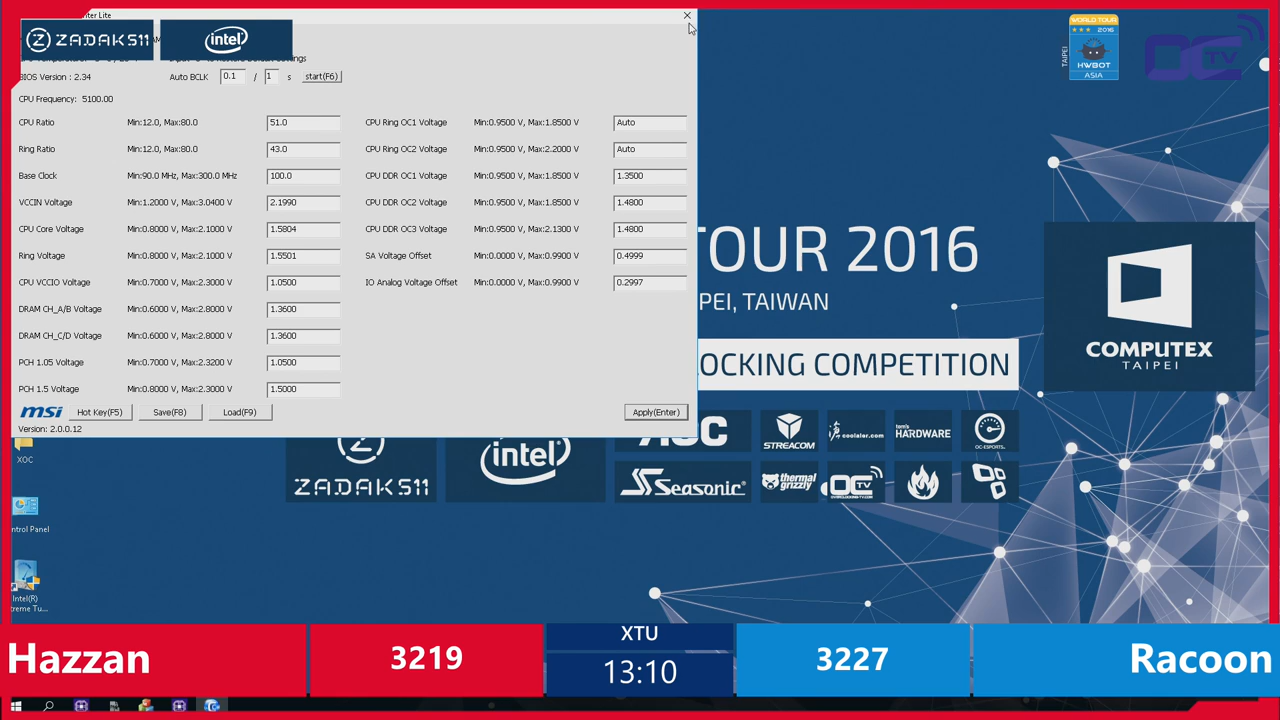 nter Lite
ZADAK511
intel
BIOS Version : 2.34
Auto BCLK 0.1 / 1 s start(F6)
CPU Frequency: 5100.00
CPU Ratio Min:12.0, Max:80.0 51.0
Ring Ratio Min:12.0, Max:80.0 43.0
Base Clock Min:90.0 MHz, Max:300.0 MHz 100.0
VCCIN Voltage Min:1.2000 V, Max:3.0400 V 2.1990
CPU Core Voltage Min:0.8000 V, Max:2.1000 V 1.5804
Ring Voltage Min:0.8000 V, Max:2.1000 V 1.5501
CPU VCCIO Voltage Min:0.7000 V, Max:2.3000 V 1.0500
DRAM CH_A/B Voltage Min:0.6000 V, Max:2.8000 V 1.3600
DRAM CH_C/D Voltage Min:0.6000 V, Max:2.8000 V 1.3600
PCH 1.05 Voltage Min:0.7000 V, Max:2.3200 V 1.0500
PCH 1.5 Voltage Min:0.8000 V, Max:2.3000 V 1.5000
CPU Ring OC1 Voltage Min:0.9500 V, Max:1.8500 V Auto
CPU Ring OC2 Voltage Min:0.9500 V, Max:2.2000 V Auto
CPU DDR OC1 Voltage Min:0.9500 V, Max:1.8500 V 1.3500
CPU DDR OC2 Voltage Min:0.9500 V, Max:1.8500 V 1.4800
CPU DDR OC3 Voltage Min:0.9500 V, Max:2.1300 V 1.4800
SA Voltage Offset Min:0.0000 V, Max:0.9900 V 0.4999
IO Analog Voltage Offset Min:0.0000 V, Max:0.9900 V 0.2997
msi Hot Key(F5) Save(F8) Load(F9) Apply(Enter)
Version: 2.0.0.12
WORLD TOUR
2016
TAIPEI
HWBOT
ASIA
OC TV
TOUR 2016
PEI, TAIWAN
LOCKING COMPETITION
COMPUTEX
TAIPEI
XOC
ontrol Panel
Intel(R)
treme Tu...
ZADAK511
intel
AOC
STREACOM
coolaler.com
tom's HARDWARE
OC-ESPORTS
Seasonic
thermal grizzly
OCTV
Hazzan
3219
XTU
13:10
3227
Racoon